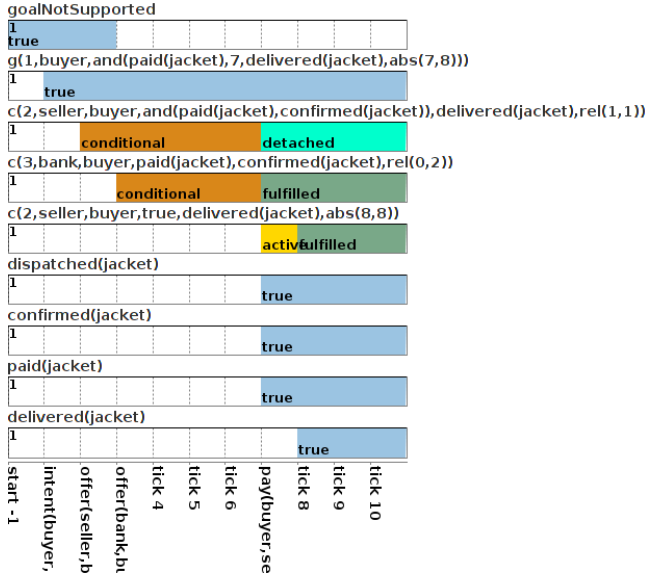 goalNotSupported
1
true
g(1,buyer,and(paid(jacket),7,delivered(jacket),abs(7,8)))
1
true
c(2,seller,buyer,and(paid(jacket),confirmed(jacket)),delivered(jacket),rel(1,1))
1
conditional detached
c(3,bank,buyer,paid(jacket),confirmed(jacket),rel(0,2))
1
conditional fulfilled
c(2,seller,buyer,true,delivered(jacket),abs(8,8))
1
active fulfilled
dispatched(jacket)
1
true
confirmed(jacket)
1
true
paid(jacket)
1
true
delivered(jacket)
1
true
start -1
intent(buyer,
offer(seller,b
offer(bank,bu
tick 4
tick 5
tick 6
pay(buyer,se
tick 8
tick 9
tick 10